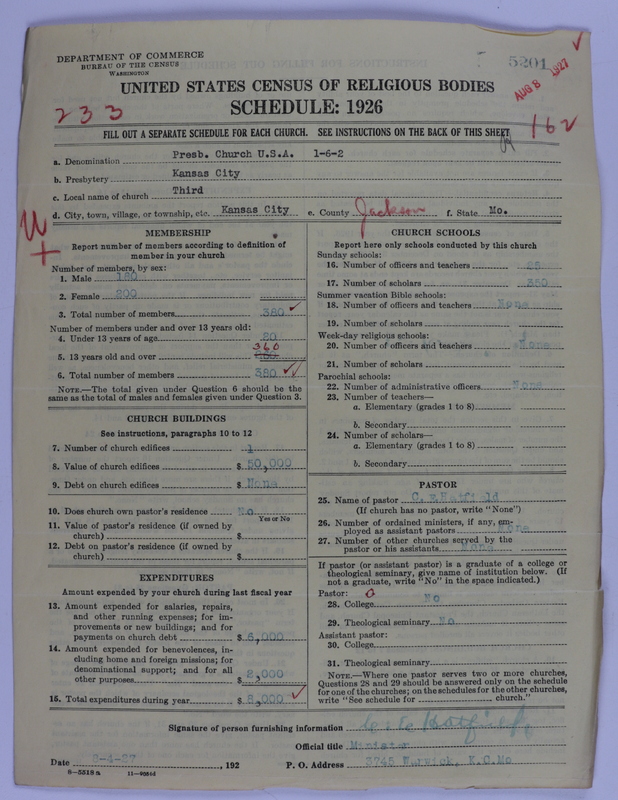 DEPARTMENT OF COMMERCE
BUREAU OF THE CENSUS
WASHINGTON
5201
AUG 8 1927
UNITED STATES CENSUS OF RELIGIOUS BODIES
SCHEDULE: 1926
233
162
FILL OUT A SEPARATE SCHEDULE FOR EACH CHURCH. SEE INSTRUCTIONS ON THE BACK OF THIS SHEET
a. Denomination Presb. Church U.S.A. 1-6-2
b. Presbytery Kansas City
c. Local name of church Third
d. City, town, village, or township, etc. Kansas City e. County Jackson f. State Mo.
MEMBERSHIP
Report number of members according to definition of
member in your church
Number of members, by sex:
1. Male 180
2. Female 200
3. Total number of members 380
Number of members under and over 13 years old:
4. Under 13 years of age 20
360
5. 13 years old and over
6. Total number of members 380
NOTE.—The total given under Question 6 should be the
same as the total of males and females given under Question 3.
CHURCH BUILDINGS
See instructions, paragraphs 10 to 12
7. Number of church edifices 1
8. Value of church edifices $ 50,000
9. Debt on church edifices $ None
10. Does church own pastor's residence? No
Yes or No
11. Value of pastor's residence (if owned by
church) $
12. Debt on pastor's residence (if owned by
church) $
EXPENDITURES
Amount expended by your church during last fiscal year
13. Amount expended for salaries, repairs,
and other running expenses; for im-
provements or new buildings; and for
payments on church debt $ 6,000
14. Amount expended for benevolences, in-
cluding home and foreign missions; for
denominational support; and for all
other purposes $ 2,000
15. Total expenditures during year $ 8,000
CHURCH SCHOOLS
Report here only schools conducted by this church
Sunday schools:
16. Number of officers and teachers 25
17. Number of scholars 350
Summer vacation Bible schools:
18. Number of officers and teachers None
19. Number of scholars
Week-day religious schools:
20. Number of officers and teachers None
21. Number of scholars
Parochial schools:
22. Number of administrative officers None
23. Number of teachers—
a. Elementary (grades 1 to 8)
b. Secondary
24. Number of scholars—
a. Elementary (grades 1 to 8)
b. Secondary
PASTOR
25. Name of pastor C. E. Hatfield
(If church has no pastor, write "None")
26. Number of ordained ministers, if any, em-
ployed as assistant pastors None
27. Number of other churches served by the
pastor or his assistants None
If pastor (or assistant pastor) is a graduate of a college or
theological seminary, give name of institution below. (If
not a graduate, write "No" in the space indicated.)
Pastor: 0
28. College No
29. Theological seminary No
Assistant pastor:
30. College
31. Theological seminary
NOTE.—Where one pastor serves two or more churches,
Questions 28 and 29 should be answered only on the schedule
for one of the churches; on the schedules for the other churches,
write "See schedule for church."
Signature of person furnishing information C. E. Hatfield
Official title Minister
Date 8-4-27, 192 P. O. Address 3745 Warwick, K.C.Mo
8-5518 a